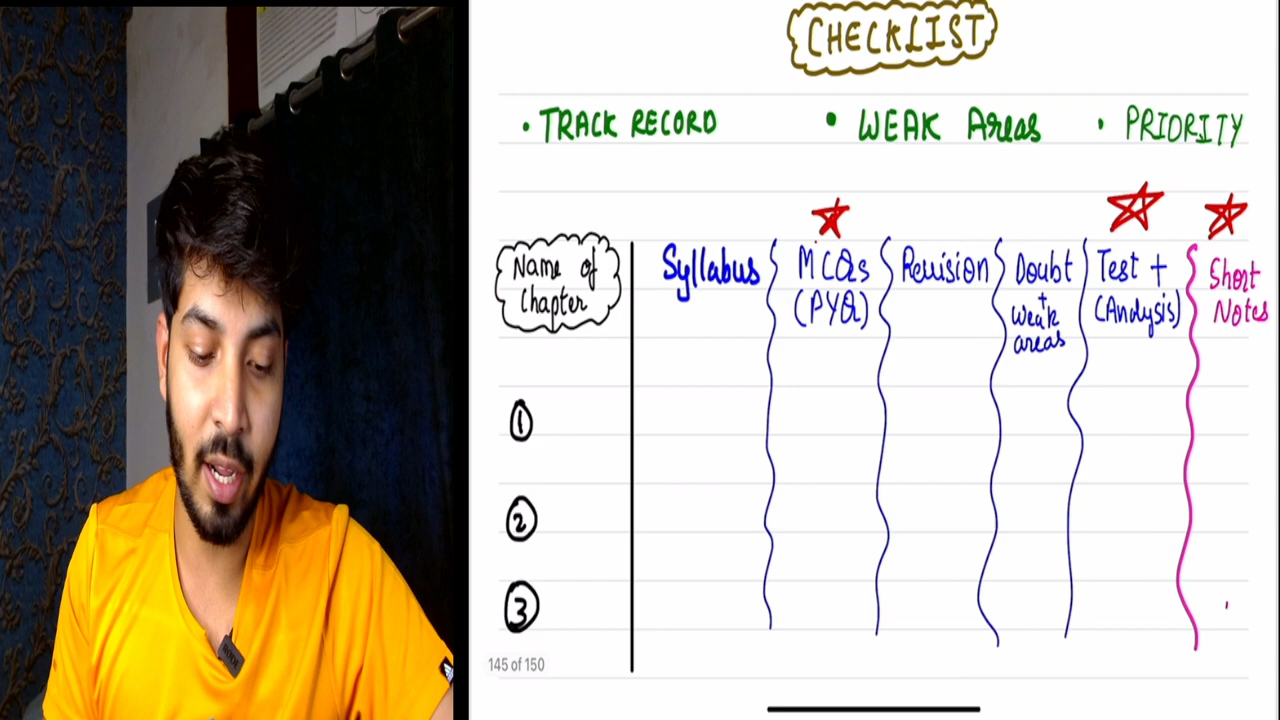 CHECKLIST
• TRACK RECORD • WEAK Areas • PRIORITY
Name of Chapter
Syllabus
MCQs
(PYQ)
Revision
Doubt
+
Weak
areas
Test +
(Analysis)
Short
Notes
1
2
3
145 of 150